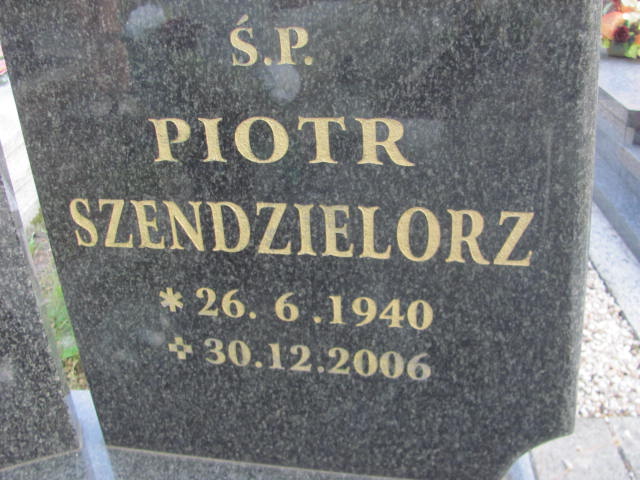 Ś.P.
PIOTR
SZENDZIELORZ
* 26. 6 .1940
✤ 30.12.2006